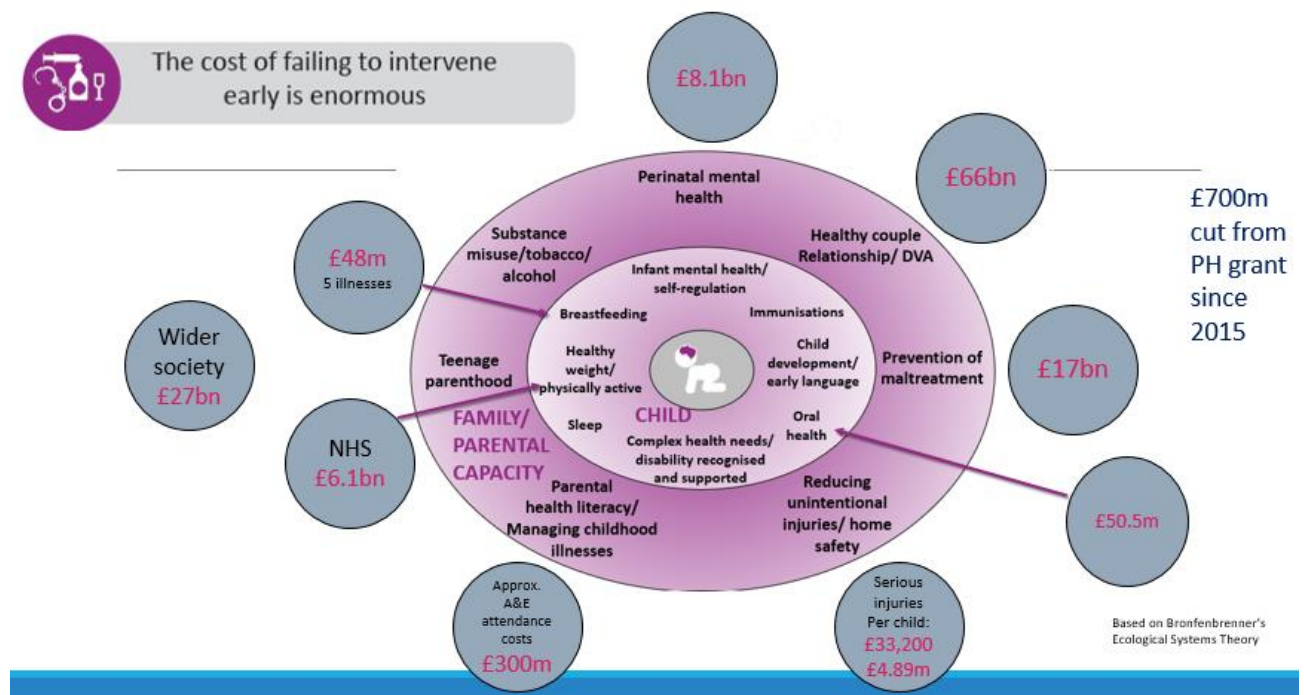 The cost of failing to intervene
early is enormous
£8.1bn
£66bn
£700m
cut from
PH grant
since
2015
Perinatal mental
health
Substance
misuse/tobacco/
alcohol
Healthy couple
Relationship/ DVA
£48m
5 illnesses
Infant mental health/
self-regulation
Breastfeeding
Immunisations
Wider
society
£27bn
Teenage
parenthood
Healthy
weight/
physically active
Child
development/
early language
Prevention of
maltreatment
£17bn
FAMILY/
PARENTAL
CAPACITY
CHILD
Sleep
Oral
health
NHS
£6.1bn
Complex health needs/
disability recognised
and supported
Parental
health literacy/
Managing childhood
illnesses
Reducing
unintentional
injuries/ home
safety
£50.5m
Approx.
A&E
attendance
costs
£300m
Serious
injuries
Per child:
£33,200
£4.89m
Based on Bronfenbrenner's
Ecological Systems Theory